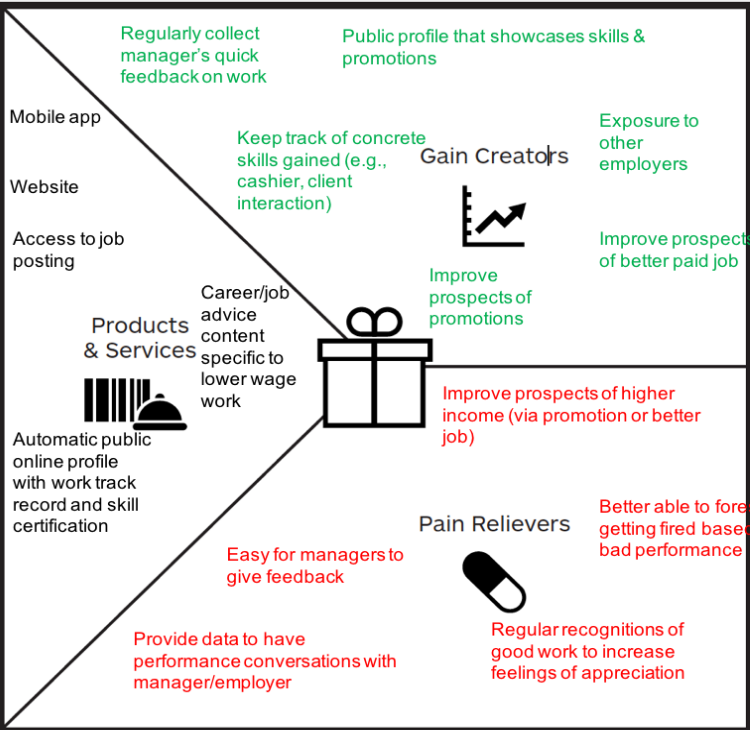 Regularly collect
manager's quick
feedback on work
Public profile that showcases skills &
promotions
Mobile app
Keep track of concrete
skills gained (e.g.,
cashier, client
interaction)
Gain Creators
Exposure to
other
employers
Website
Access to job
posting
Improve prospects
of better paid job
Improve
prospects of
promotions
Career/job
advice
content
specific to
lower wage
work
Products
& Services
Automatic public
online profile
with work track
record and skill
certification
Improve prospects of higher
income (via promotion or better
job)
Pain Relievers
Better able to
getting fired
bad performance
Easy for managers to
give feedback
Regular recognitions of
good work to increase
feelings of appreciation
Provide data to have
performance conversations with
manager/employer